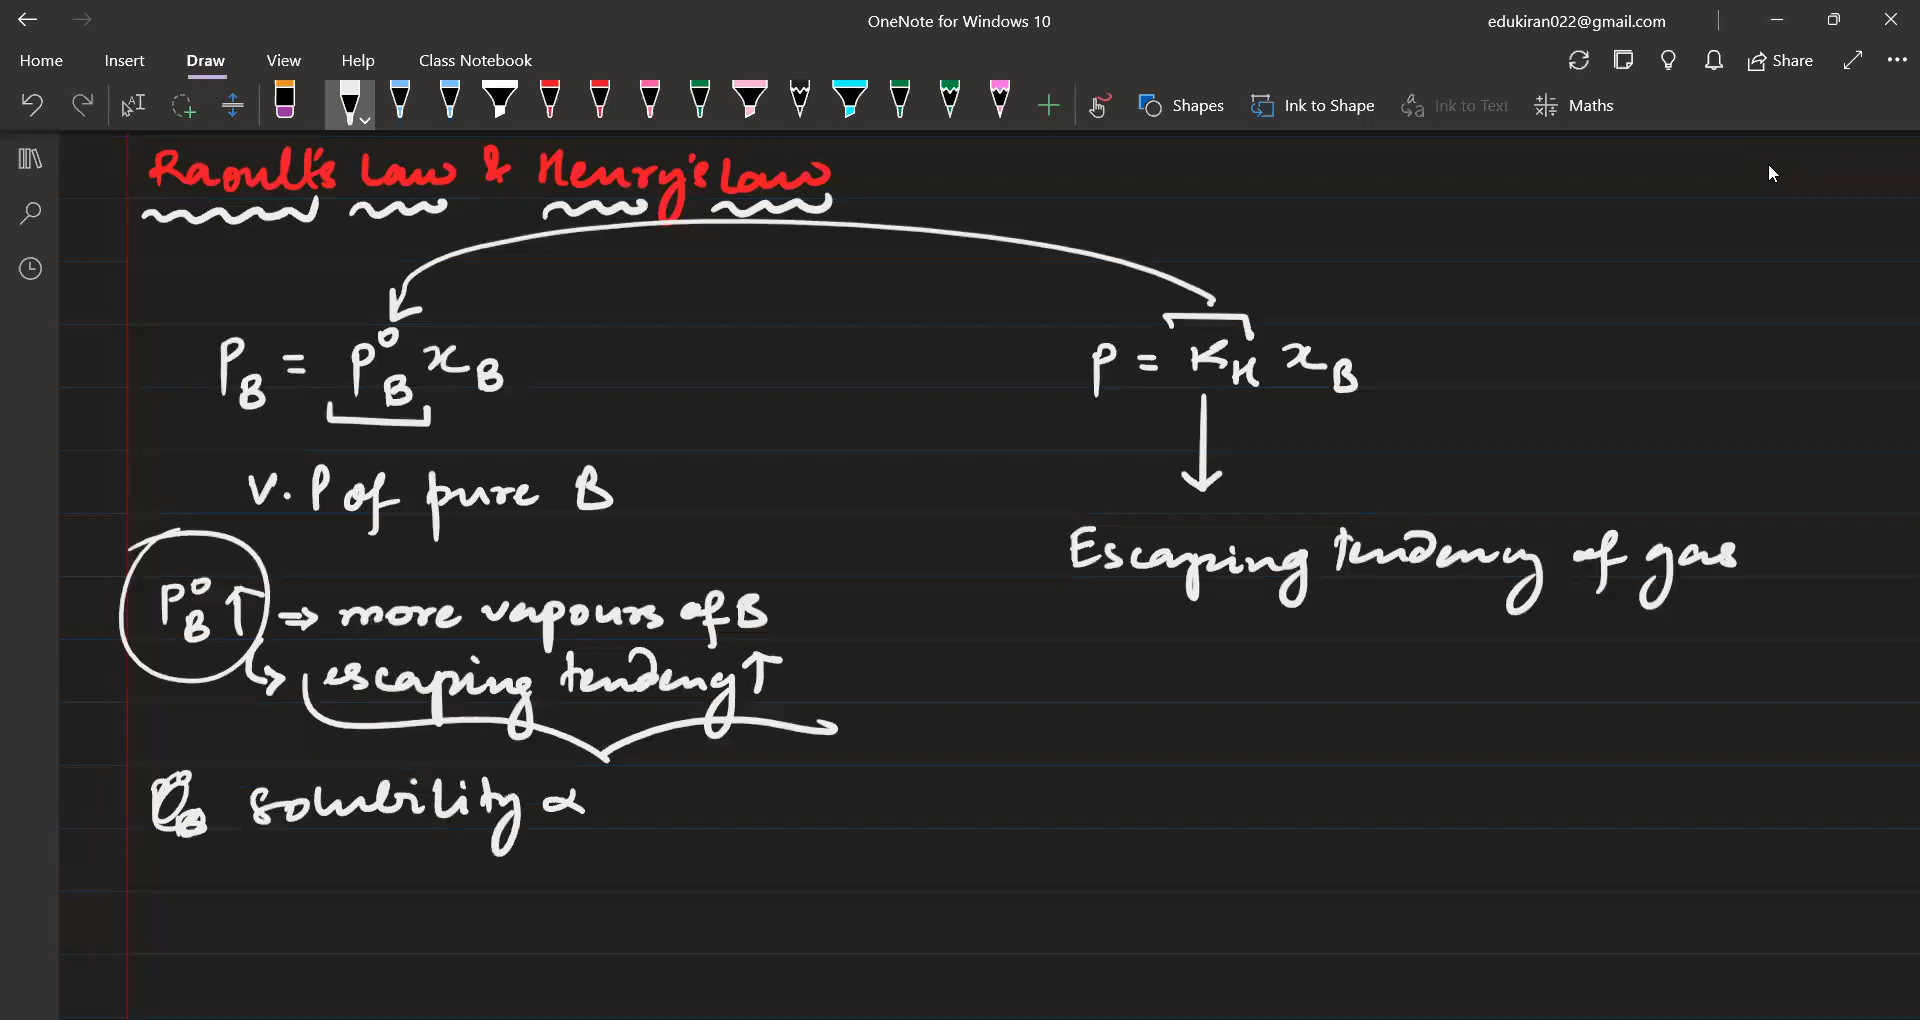 OneNote for Windows 10
edukiran022@gmail.com
Home Insert Draw View Help Class Notebook
Share
Shapes Ink to Shape Ink to Text Maths
Raoult's Law & Henry's Law
P_B = P°_B x_B
P = K_H x_B
V.P of pure B
Escaping tendency of gas
P°_B ↑ ⇒ more vapours of B
↳ escaping tendency ↑
solubility ∝